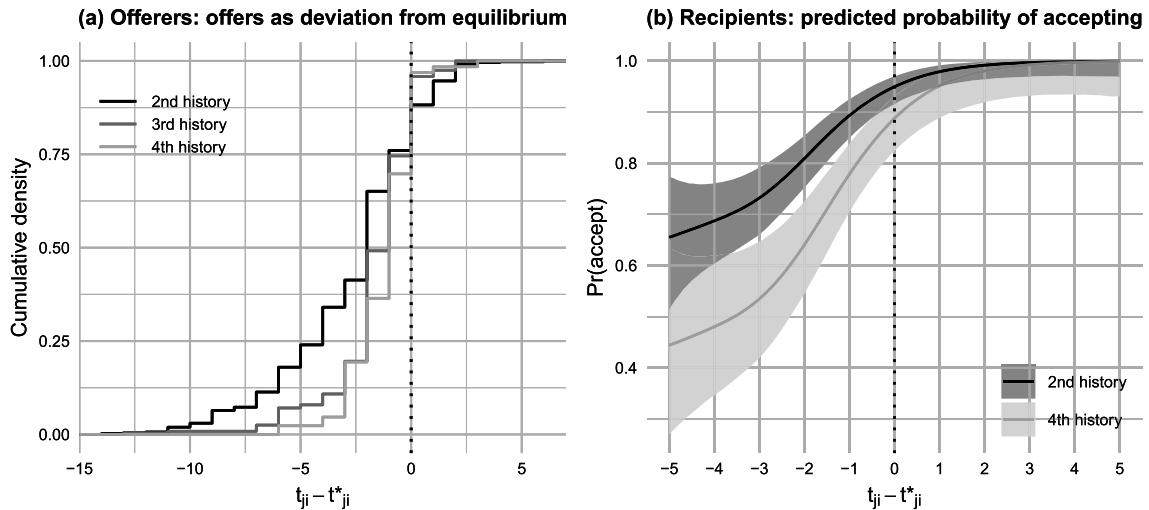 (a) Offerers: offers as deviation from equilibrium
1.00
0.75
0.50
0.25
0.00
Cumulative density
2nd history
3rd history
4th history
−15 −10 −5 0 5
tji − t*ji
(b) Recipients: predicted probability of accepting
1.0
0.8
0.6
0.4
Pr(accept)
2nd history
4th history
−5 −4 −3 −2 −1 0 1 2 3 4 5
tji − t*ji